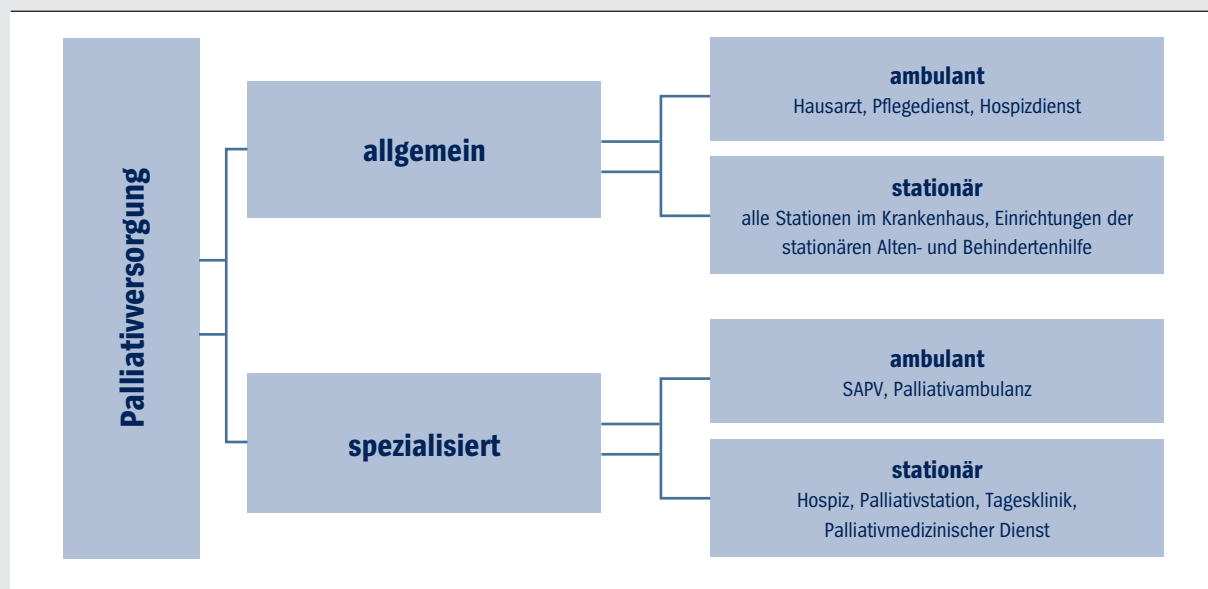 Palliativversorgung
allgemein
ambulant
Hausarzt, Pflegedienst, Hospizdienst
stationär
alle Stationen im Krankenhaus, Einrichtungen der
stationären Alten- und Behindertenhilfe
spezialisiert
ambulant
SAPV, Palliativambulanz
stationär
Hospiz, Palliativstation, Tagesklinik,
Palliativmedizinischer Dienst